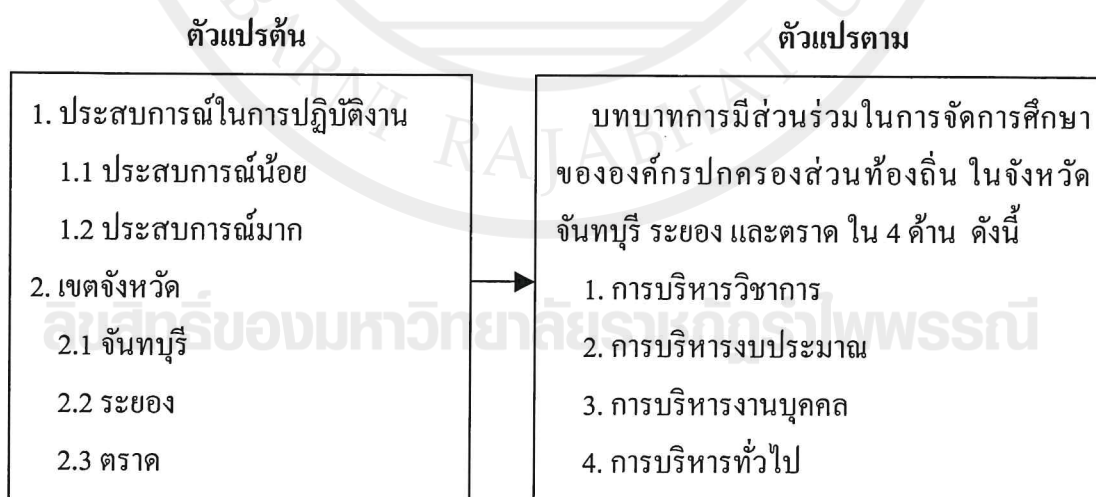 ตัวแปรต้น
1. ประสบการณ์ในการปฏิบัติงาน
1.1 ประสบการณ์น้อย
1.2 ประสบการณ์มาก
2. เขตจังหวัด
2.1 จันทบุรี
2.2 ระยอง
2.3 ตราด
ตัวแปรตาม
บทบาทการมีส่วนร่วมในการจัดการศึกษา
ขององค์กรปกครองส่วนท้องถิ่น ในจังหวัด
จันทบุรี ระยอง และตราด ใน 4 ด้าน ดังนี้
1. การบริหารวิชาการ
2. การบริหารงบประมาณ
3. การบริหารงานบุคคล
4. การบริหารทั่วไป
BARNI RAJABHAT U
ลิขสิทธิ์ของมหาวิทยาลัยราชภัฏรำไพพรรณี